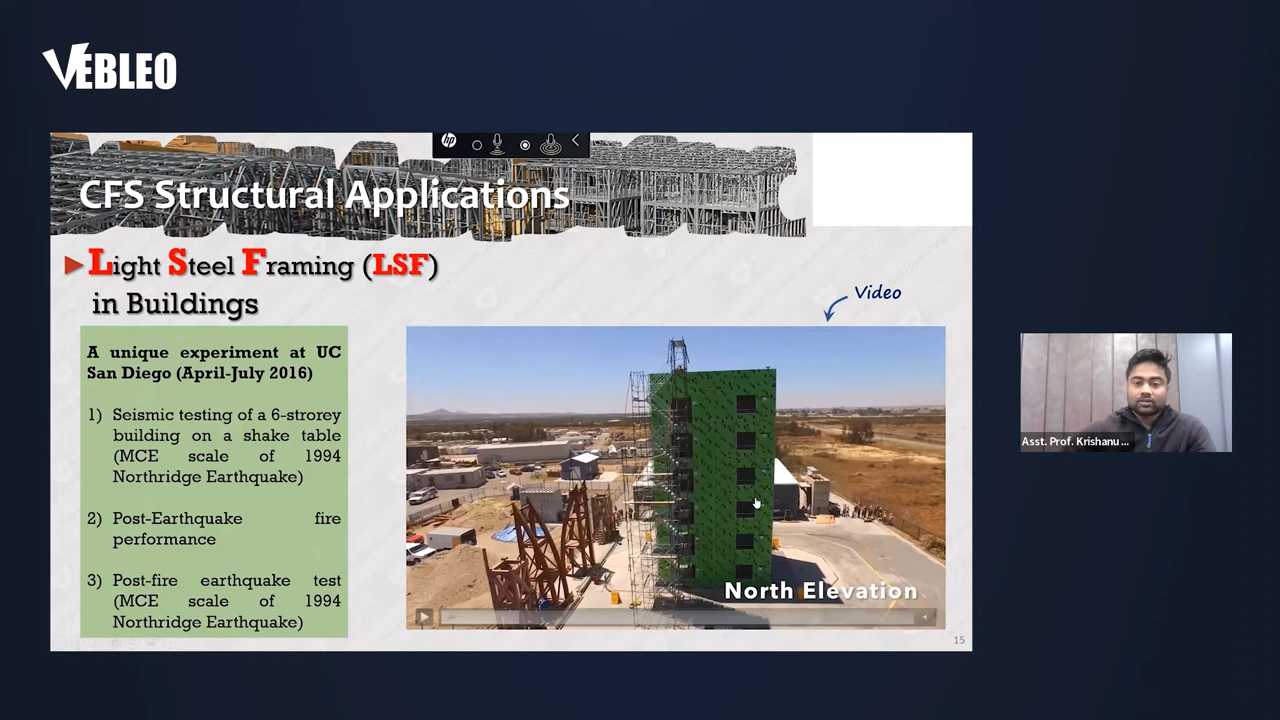 VEBLEO
hp
CFS Structural Applications
Light Steel Framing (LSF)
in Buildings
Video
A unique experiment at UC
San Diego (April-July 2016)
1) Seismic testing of a 6-strorey
building on a shake table
(MCE scale of 1994
Northridge Earthquake)
2) Post-Earthquake fire
performance
3) Post-fire earthquake test
(MCE scale of 1994
Northridge Earthquake)
North Elevation
15
Asst. Prof. Krishanu ...